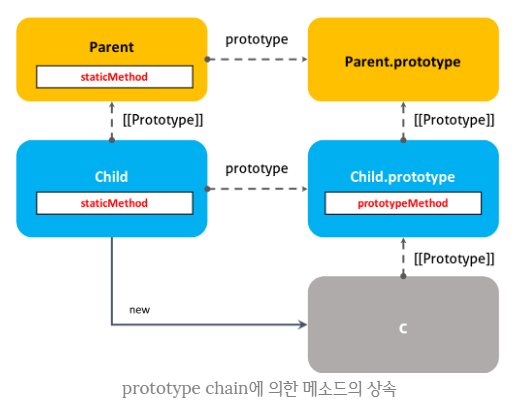 Parent
staticMethod
prototype
Parent.prototype
[[Prototype]]
[[Prototype]]
Child
staticMethod
prototype
Child.prototype
prototypeMethod
[[Prototype]]
new
C
prototype chain에 의한 메소드의 상속